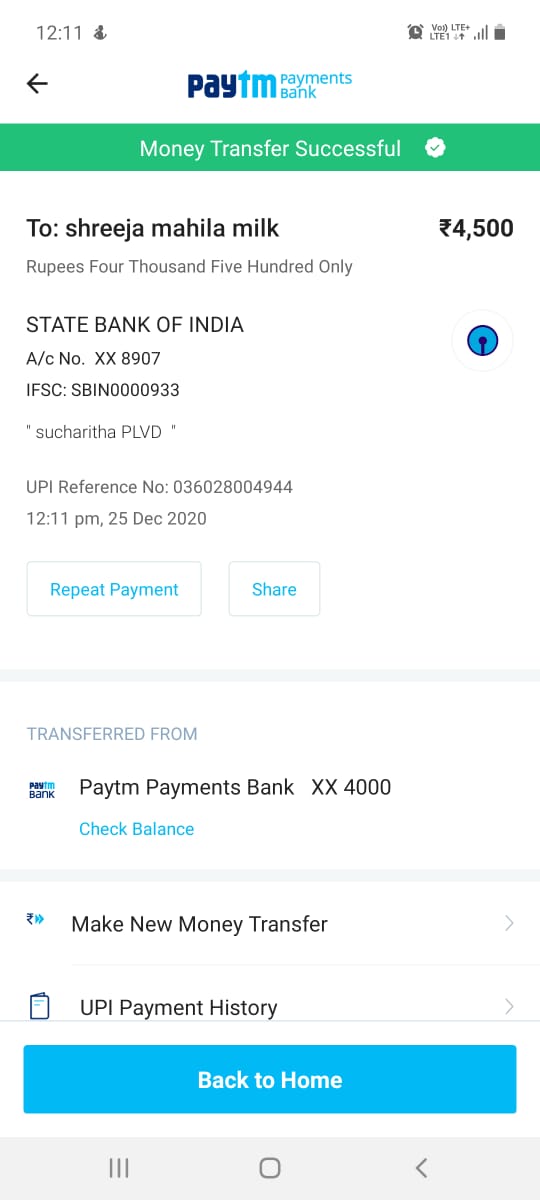 12:11
Vo) LTE+
LTE1
paytm Payments Bank
Money Transfer Successful
To: shreeja mahila milk ₹4,500
Rupees Four Thousand Five Hundred Only
STATE BANK OF INDIA
A/c No. XX 8907
IFSC: SBIN0000933
" sucharitha PLVD "
UPI Reference No: 036028004944
12:11 pm, 25 Dec 2020
Repeat Payment Share
TRANSFERRED FROM
paytm BANK Paytm Payments Bank XX 4000
Check Balance
₹ Make New Money Transfer
UPI Payment History
Back to Home